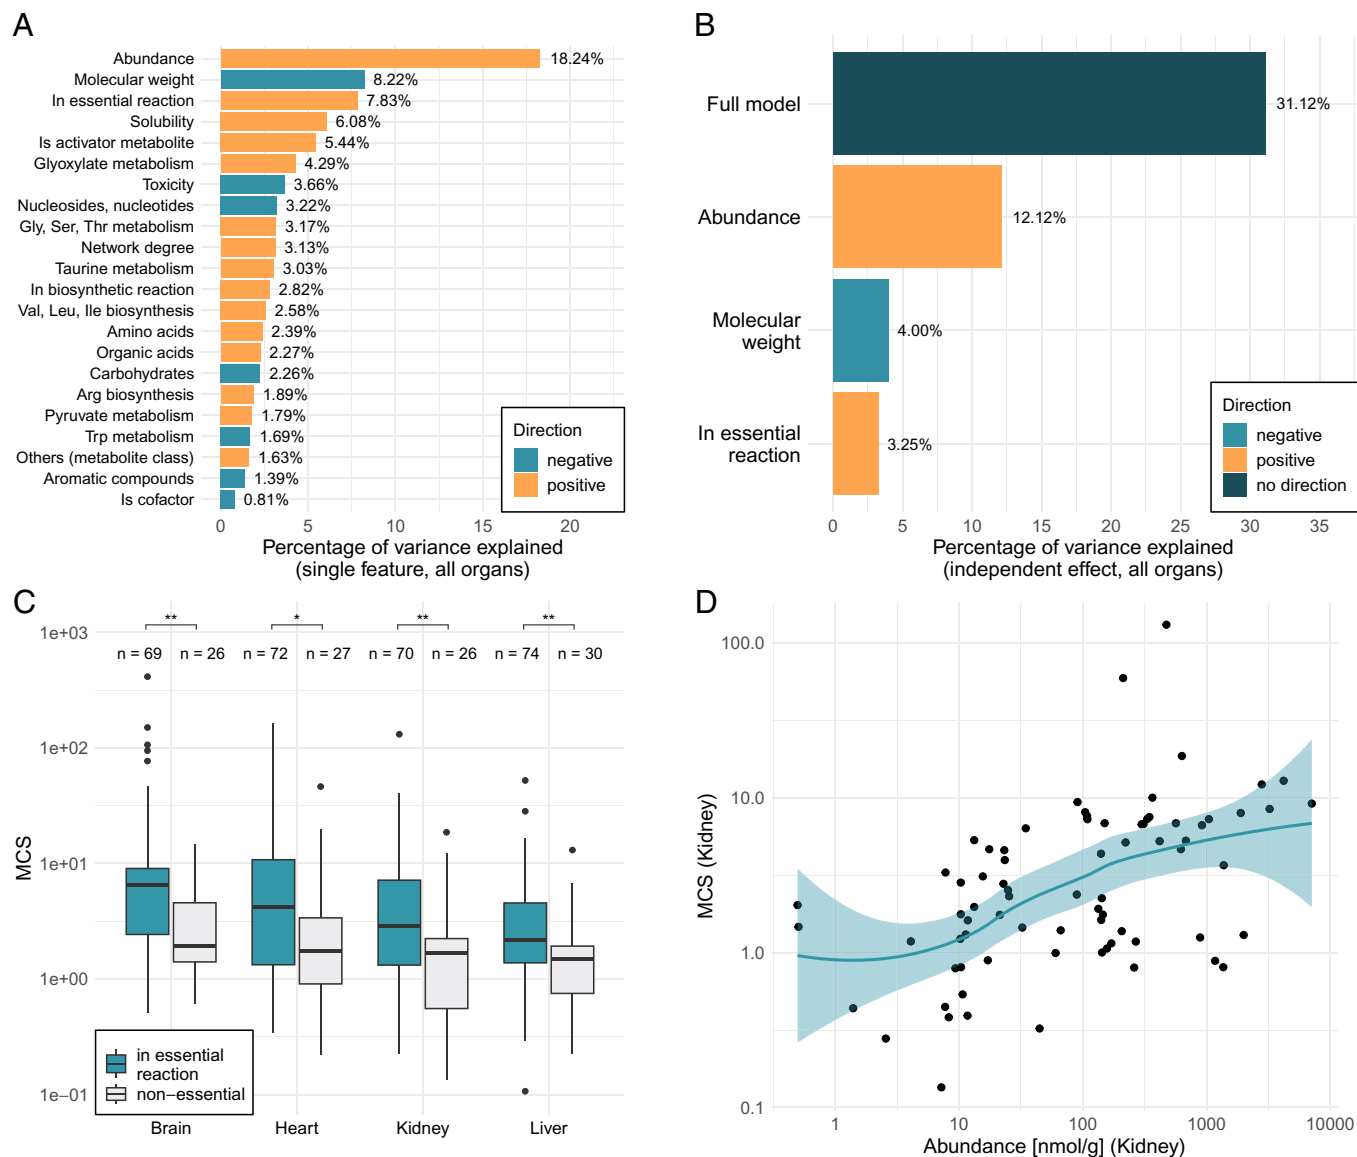 A
Abundance 18.24%
Molecular weight 8.22%
In essential reaction 7.83%
Solubility 6.08%
Is activator metabolite 5.44%
Glyoxylate metabolism 4.29%
Toxicity 3.66%
Nucleosides, nucleotides 3.22%
Gly, Ser, Thr metabolism 3.17%
Network degree 3.13%
Taurine metabolism 3.03%
In biosynthetic reaction 2.82%
Val, Leu, Ile biosynthesis 2.58%
Amino acids 2.39%
Organic acids 2.27%
Carbohydrates 2.26%
Arg biosynthesis 1.89%
Pyruvate metabolism 1.79%
Trp metabolism 1.69%
Others (metabolite class) 1.63%
Aromatic compounds 1.39%
Is cofactor 0.81%
Direction
negative
positive
0 5 10 15 20
Percentage of variance explained
(single feature, all organs)
B
Full model 31.12%
Abundance 12.12%
Molecular
weight
4.00%
In essential
reaction
3.25%
Direction
negative
positive
no direction
0 5 10 15 20 25 30 35
Percentage of variance explained
(independent effect, all organs)
C
** * ** **
n = 69 n = 26 n = 72 n = 27 n = 70 n = 26 n = 74 n = 30
1e+03
1e+02
1e+01
1e+00
1e−01
MCS
in essential
reaction
non−essential
Brain Heart Kidney Liver
D
100.0
10.0
1.0
0.1
MCS (Kidney)
1 10 100 1000 10000
Abundance [nmol/g] (Kidney)